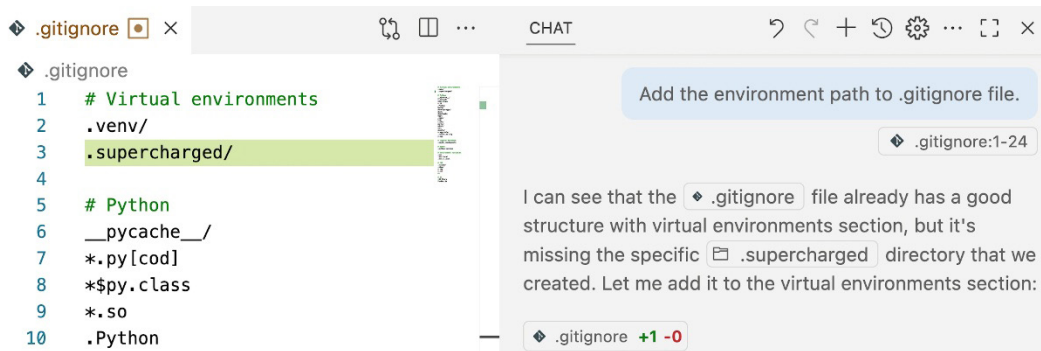 .gitignore
.gitignore
1 # Virtual environments
2 .venv/
3 .supercharged/
4
5 # Python
6 __pycache__/
7 *.py[cod]
8 *$py.class
9 *.so
10 .Python
CHAT
Add the environment path to .gitignore file.
.gitignore:1-24
I can see that the .gitignore file already has a good
structure with virtual environments section, but it's
missing the specific .supercharged directory that we
created. Let me add it to the virtual environments section:
.gitignore +1 -0